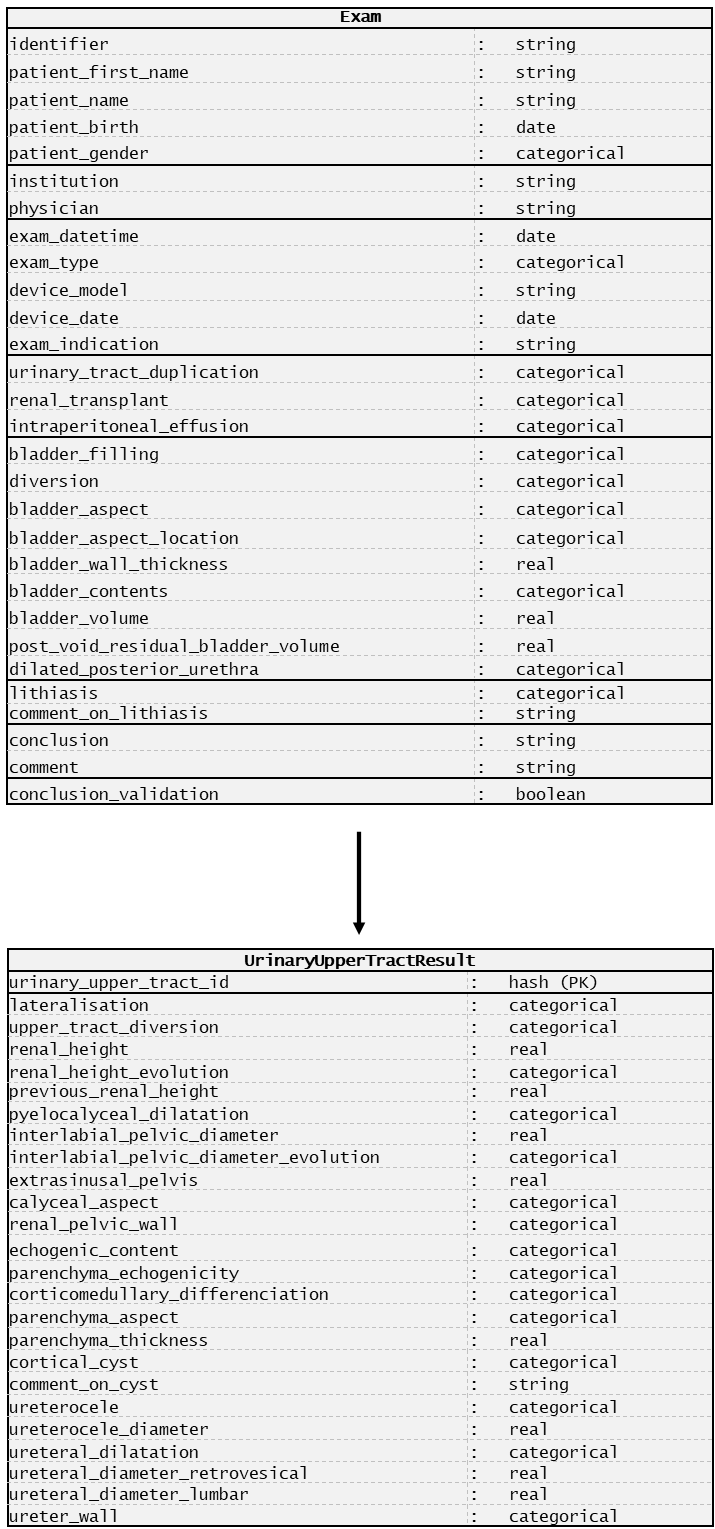 Exam
identifier : string
patient_first_name : string
patient_name : string
patient_birth : date
patient_gender : categorical
institution : string
physician : string
exam_datetime : date
exam_type : categorical
device_model : string
device_date : date
exam_indication : string
urinary_tract_duplication : categorical
renal_transplant : categorical
intraperitoneal_effusion : categorical
bladder_filling : categorical
diversion : categorical
bladder_aspect : categorical
bladder_aspect_location : categorical
bladder_wall_thickness : real
bladder_contents : categorical
bladder_volume : real
post_void_residual_bladder_volume : real
dilated_posterior_urethra : categorical
lithiasis : categorical
comment_on_lithiasis : string
conclusion : string
comment : string
conclusion_validation : boolean
UrinaryUpperTractResult
urinary_upper_tract_id : hash (PK)
lateralisation : categorical
upper_tract_diversion : categorical
renal_height : real
renal_height_evolution : categorical
previous_renal_height : real
pyelocalyceal_dilatation : categorical
interlabial_pelvic_diameter : real
interlabial_pelvic_diameter_evolution : categorical
extrasinusal_pelvis : real
calyceal_aspect : categorical
renal_pelvic_wall : categorical
echogenic_content : categorical
parenchyma_echogenicity : categorical
corticomedullary_differenciation : categorical
parenchyma_aspect : categorical
parenchyma_thickness : real
cortical_cyst : categorical
comment_on_cyst : string
ureterocele : categorical
ureterocele_diameter : real
ureteral_dilatation : categorical
ureteral_diameter_retrovesical : real
ureteral_diameter_lumbar : real
ureter_wall : categorical